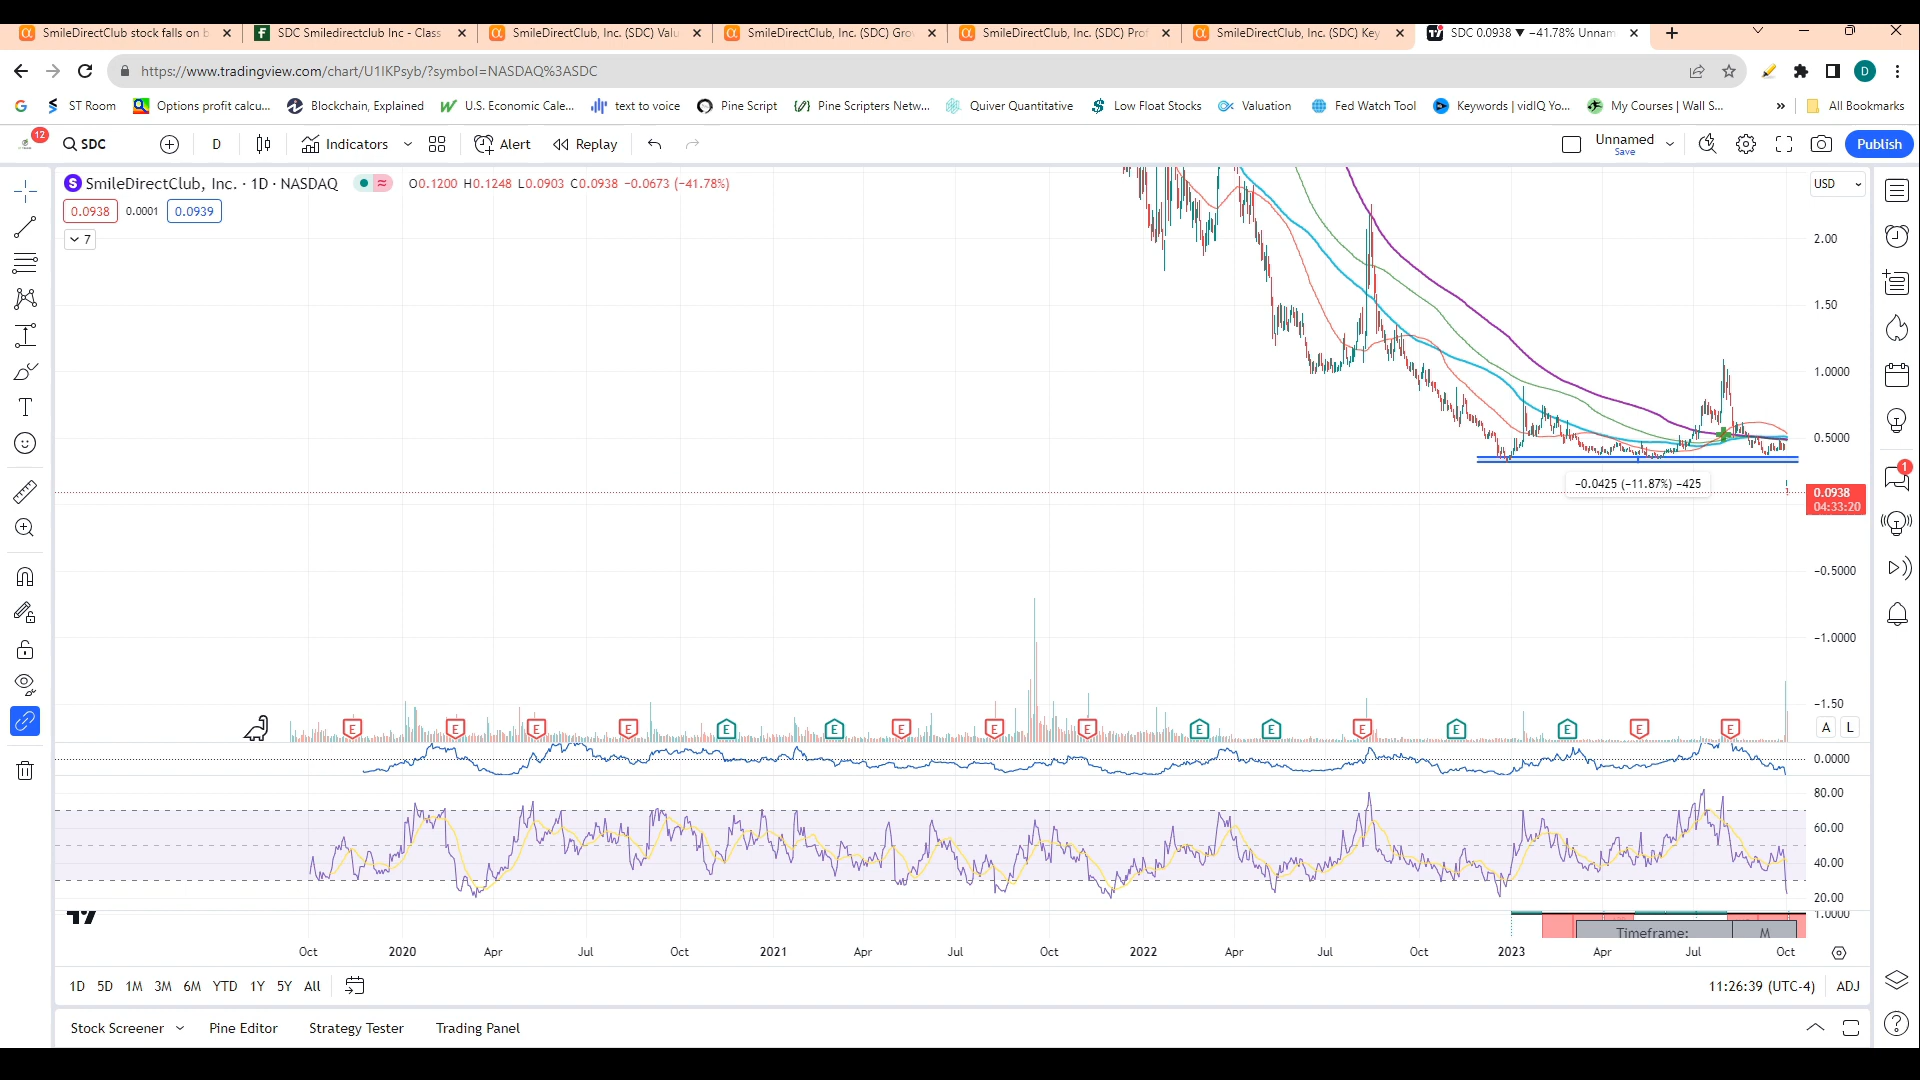 SmileDirectClub stock falls on b
SDC Smiledirectclub Inc - Class
SmileDirectClub, Inc. (SDC) Valu
SmileDirectClub, Inc. (SDC) Grov
SmileDirectClub, Inc. (SDC) Prof
SmileDirectClub, Inc. (SDC) Key
SDC 0.0938 ▼ −41.78% Unnam
https://www.tradingview.com/chart/U1IKPsyb/?symbol=NASDAQ%3ASDC
D
ST Room
Options profit calcu...
Blockchain, Explained
U.S. Economic Cale...
text to voice
Pine Script
Pine Scripters Netw...
Quiver Quantitative
Low Float Stocks
Valuation
Fed Watch Tool
Keywords | vidIQ Yo...
My Courses | Wall S...
»
All Bookmarks
12
SDC
D
Indicators
Alert
Replay
Unnamed
Save
Publish
SmileDirectClub, Inc. · 1D · NASDAQ
O0.1200 H0.1248 L0.0903 C0.0938 −0.0673 (−41.78%)
USD
0.0938
0.0001
0.0939
7
2.00
1.50
1.0000
0.5000
−0.0425 (−11.87%) −425
0.0938
04:33:20
−0.5000
−1.0000
−1.50
E E E E E E E E E E E E E E E
A L
0.0000
80.00
60.00
40.00
20.00
1.0000
Timeframe: M
Oct 2020 Apr Jul Oct 2021 Apr Jul Oct 2022 Apr Jul Oct 2023 Apr Jul Oct
1D 5D 1M 3M 6M YTD 1Y 5Y All
11:26:39 (UTC-4)
ADJ
Stock Screener
Pine Editor
Strategy Tester
Trading Panel
1